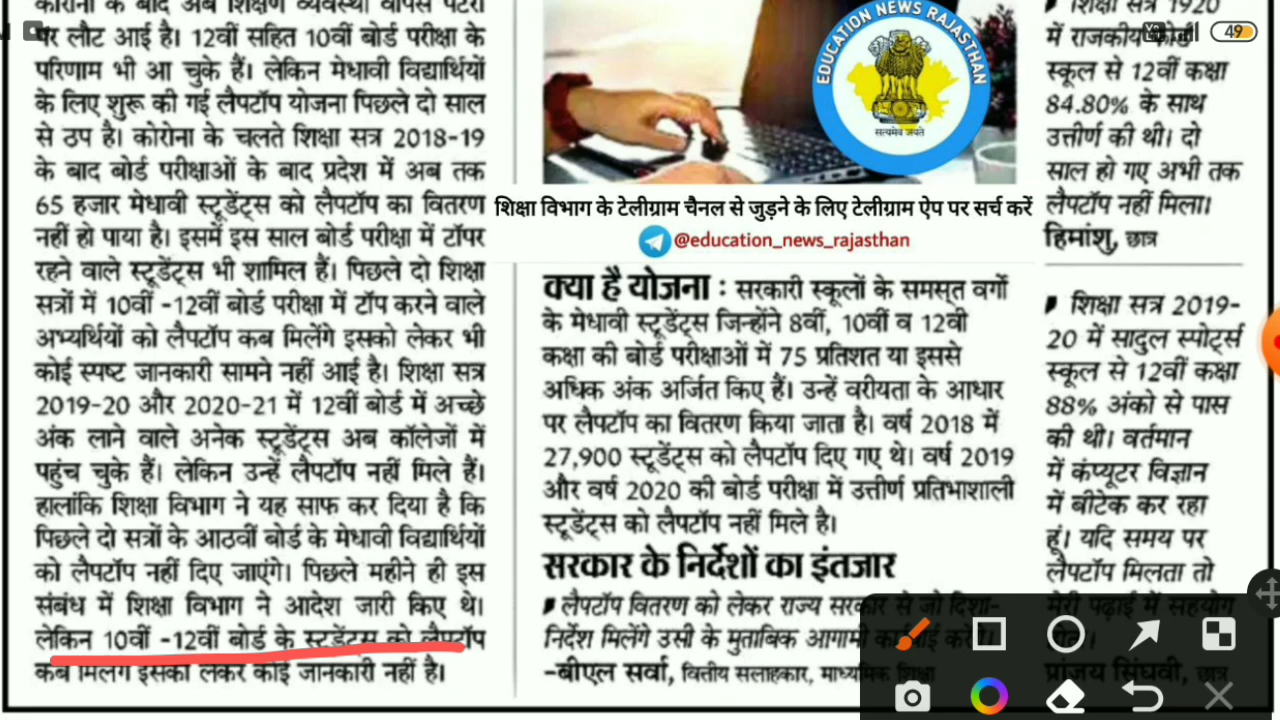 कोरोना के बाद अब शिक्षण व्यवस्था वापस पटरी
पर लौट आई है। 12वीं सहित 10वीं बोर्ड परीक्षा के
परिणाम भी आ चुके हैं। लेकिन मेधावी विद्यार्थियों
के लिए शुरू की गई लैपटॉप योजना पिछले दो साल
से ठप है। कोरोना के चलते शिक्षा सत्र 2018-19
के बाद बोर्ड परीक्षाओं के बाद प्रदेश में अब तक
65 हजार मेधावी स्टूडेंट्स को लैपटॉप का वितरण
नहीं हो पाया है। इसमें इस साल बोर्ड परीक्षा में टॉपर
रहने वाले स्टूडेंट्स भी शामिल हैं। पिछले दो शिक्षा
सत्रों में 10वीं -12वीं बोर्ड परीक्षा में टॉप करने वाले
अभ्यर्थियों को लैपटॉप कब मिलेंगे इसको लेकर भी
कोई स्पष्ट जानकारी सामने नहीं आई है। शिक्षा सत्र
2019-20 और 2020-21 में 12वीं बोर्ड में अच्छे
अंक लाने वाले अनेक स्टूडेंट्स अब कॉलेजों में
पहुंच चुके हैं। लेकिन उन्हें लैपटॉप नहीं मिले हैं।
हालांकि शिक्षा विभाग ने यह साफ कर दिया है कि
पिछले दो सत्रों के आठवीं बोर्ड के मेधावी विद्यार्थियों
को लैपटॉप नहीं दिए जाएंगे। पिछले महीने ही इस
संबंध में शिक्षा विभाग ने आदेश जारी किए थे।
लेकिन 10वीं -12वीं बोर्ड के स्टूडेंट्स को लैपटॉप
कब मिलेंगे इसको लेकर कोई जानकारी नहीं है।
EDUCATION NEWS RAJASTHAN
सत्यमेव जयते
शिक्षा विभाग के टेलीग्राम चैनल से जुड़ने के लिए टेलीग्राम ऐप पर सर्च करें
@education_news_rajasthan
क्या है योजना : सरकारी स्कूलों के समस्त वर्गो
के मेधावी स्टूडेंट्स जिन्होंने 8वीं, 10वीं व 12वी
कक्षा की बोर्ड परीक्षाओं में 75 प्रतिशत या इससे
अधिक अंक अर्जित किए हैं। उन्हें वरीयता के आधार
पर लैपटॉप का वितरण किया जाता है। वर्ष 2018 में
27,900 स्टूडेंट्स को लैपटॉप दिए गए थे। वर्ष 2019
और वर्ष 2020 की बोर्ड परीक्षा में उत्तीर्ण प्रतिभाशाली
स्टूडेंट्स को लैपटॉप नहीं मिले है।
सरकार के निर्देशों का इंतजार
लैपटॉप वितरण को लेकर राज्य सरकार से जो दिशा-
निर्देश मिलेंगे उसी के मुताबिक आगामी कार्रवाई करेंगे।
-बीएल सर्वा, वित्तीय सलाहकार, माध्यमिक शिक्षा
शिक्षा सत्र 1920
में राजकीय
स्कूल से 12वीं कक्षा
84.80% के साथ
उत्तीर्ण की थी। दो
साल हो गए अभी तक
लैपटॉप नहीं मिला।
हिमांशु, छात्र
शिक्षा सत्र 2019-
20 में सादुल स्पोर्ट्स
स्कूल से 12वीं कक्षा
88% अंको से पास
की थी। वर्तमान
में कंप्यूटर विज्ञान
में बीटेक कर रहा
हूं। यदि समय पर
लैपटॉप मिलता तो
मेरी पढ़ाई में सहयोग
प्रांजय सिंघवी, छात्र
49